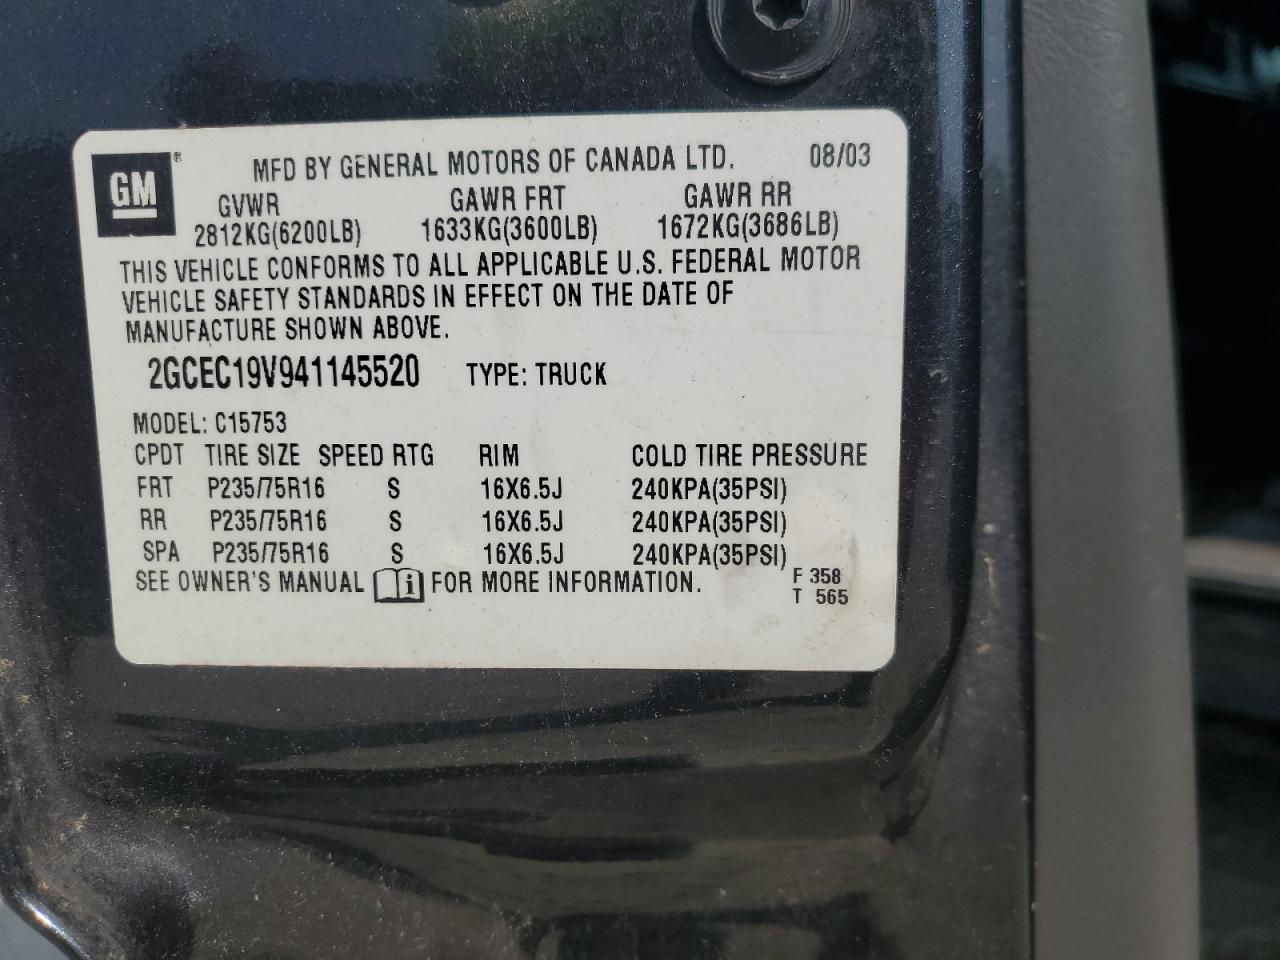 GM®
MFD BY GENERAL MOTORS OF CANADA LTD. 08/03
GVWR GAWR FRT GAWR RR
2812KG(6200LB) 1633KG(3600LB) 1672KG(3686LB)
THIS VEHICLE CONFORMS TO ALL APPLICABLE U.S. FEDERAL MOTOR
VEHICLE SAFETY STANDARDS IN EFFECT ON THE DATE OF
MANUFACTURE SHOWN ABOVE.
2GCEC19V941145520 TYPE: TRUCK
MODEL: C15753
CPDT TIRE SIZE SPEED RTG RIM COLD TIRE PRESSURE
FRT P235/75R16 S 16X6.5J 240KPA(35PSI)
RR P235/75R16 S 16X6.5J 240KPA(35PSI)
SPA P235/75R16 S 16X6.5J 240KPA(35PSI)
SEE OWNER'S MANUAL i FOR MORE INFORMATION.
F 358
T 565